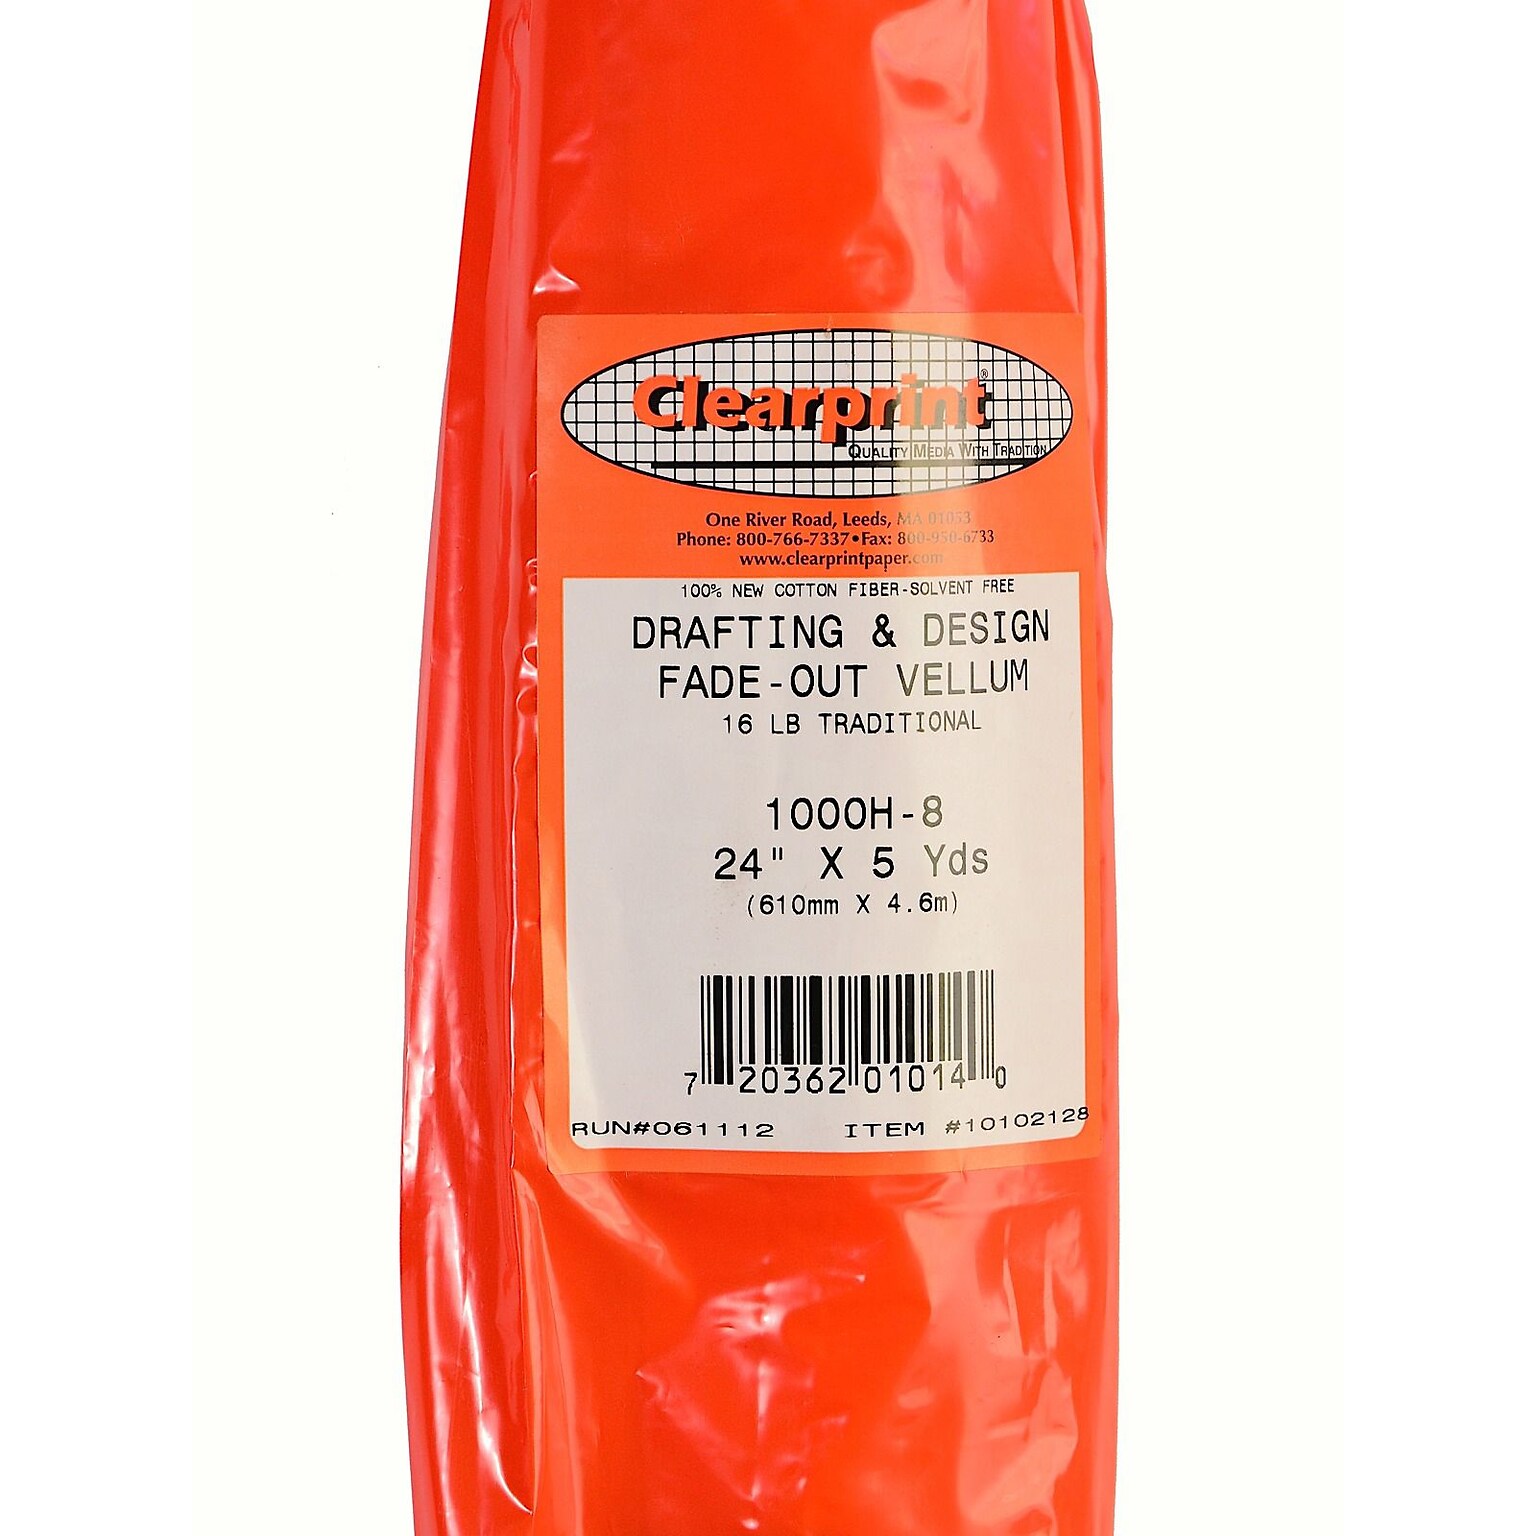 Clearprint®
QUALITY MEDIA WITH TRADITION
One River Road, Leeds, MA 01053
Phone: 800-766-7337•Fax: 800-950-6733
www.clearprintpaper.com
100% NEW COTTON FIBER-SOLVENT FREE
DRAFTING & DESIGN
FADE-OUT VELLUM
16 LB TRADITIONAL
1000H-8
24" X 5 Yds
(610mm X 4.6m)
7 20362 01014 0
RUN#061112 ITEM #10102128